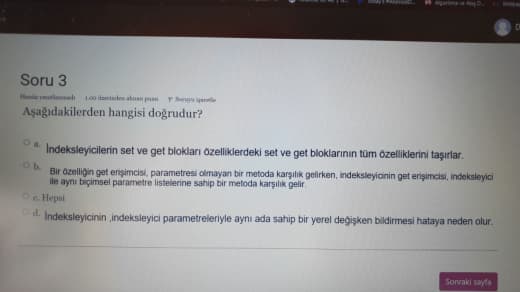 Soru 3
Henüz cevaplanmadı 1,00 üzerinden alınan puan Soruyu işaretle
Aşağıdakilerden hangisi doğrudur?
a. İndeksleyicilerin set ve get blokları özelliklerdeki set ve get bloklarının tüm özelliklerini taşırlar.
b. Bir özelliğin get erişimcisi, parametresi olmayan bir metoda karşılık gelirken, indeksleyicinin get erişimcisi, indeksleyici
ile aynı biçimsel parametre listelerine sahip bir metoda karşılık gelir.
c. Hepsi
d. İndeksleyicinin ,indeksleyici parametreleriyle aynı ada sahip bir yerel değişken bildirmesi hataya neden olur.
Sonraki sayfa